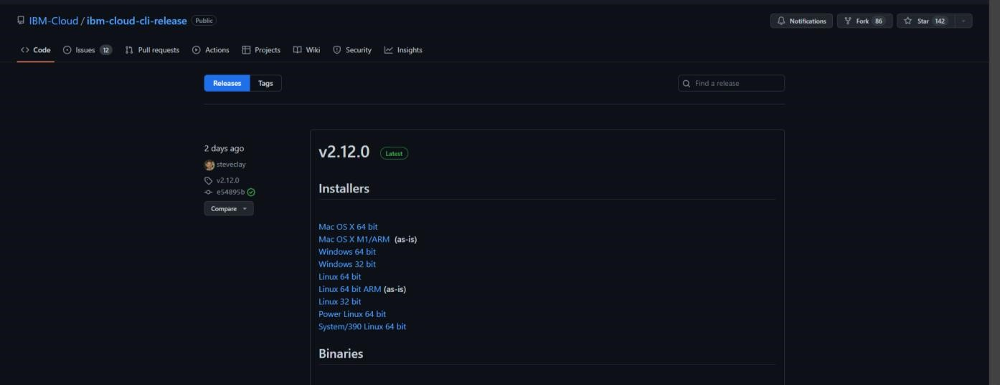 IBM-Cloud / ibm-cloud-cli-release Public Notifications Fork 86 Star 142
Code Issues 12 Pull requests Actions Projects Wiki Security Insights
Releases Tags Find a release
2 days ago
steveclay
v2.12.0
e54895b
Compare
v2.12.0 Latest
Installers
Mac OS X 64 bit
Mac OS X M1/ARM (as-is)
Windows 64 bit
Windows 32 bit
Linux 64 bit
Linux 64 bit ARM (as-is)
Linux 32 bit
Power Linux 64 bit
System/390 Linux 64 bit
Binaries